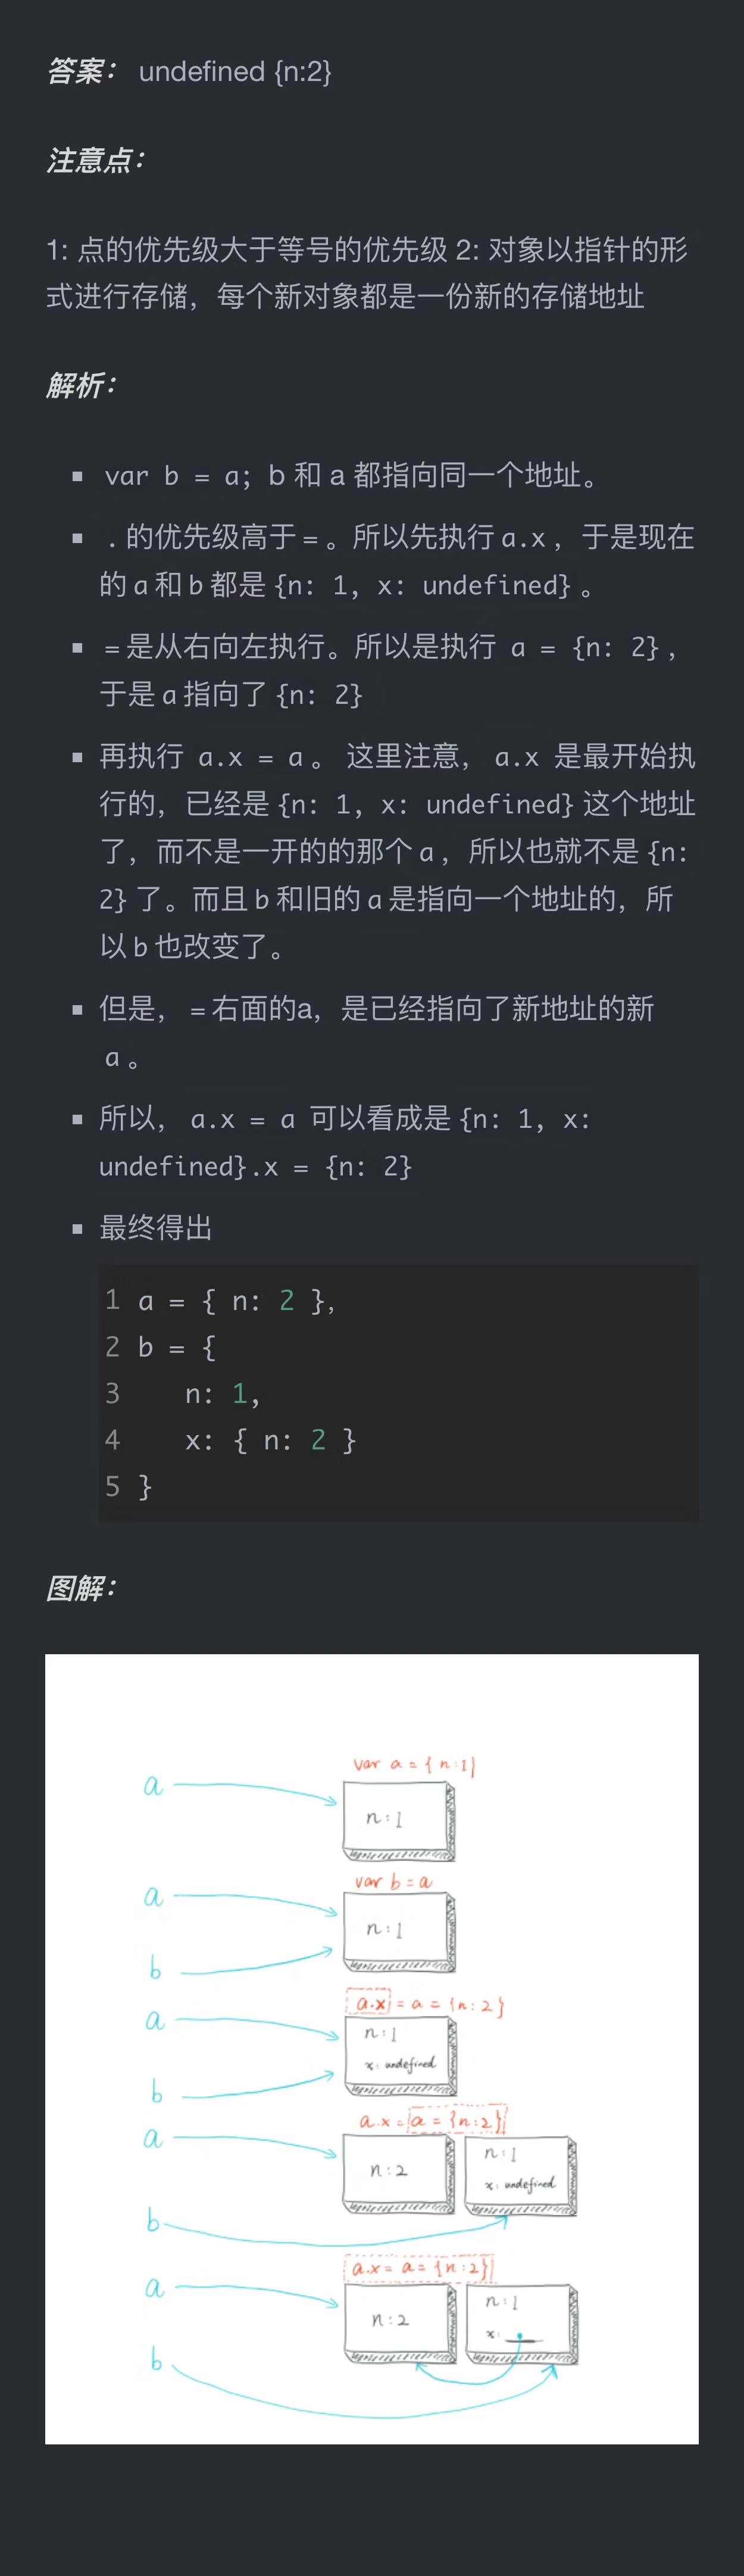 答案： undefined {n:2}
注意点：
1: 点的优先级大于等号的优先级 2: 对象以指针的形
式进行存储，每个新对象都是一份新的存储地址
解析：
var b = a; b 和 a 都指向同一个地址。
. 的优先级高于 = 。所以先执行 a.x ，于是现在
的 a 和 b 都是 {n: 1, x: undefined} 。
= 是从右向左执行。所以是执行 a = {n: 2} ，
于是 a 指向了 {n: 2}
再执行 a.x = a 。 这里注意， a.x 是最开始执
行的，已经是 {n: 1, x: undefined} 这个地址
了，而不是一开的的那个 a ，所以也就不是 {n:
2} 了。而且 b 和旧的 a 是指向一个地址的，所
以 b 也改变了。
但是， = 右面的a，是已经指向了新地址的新
a 。
所以， a.x = a 可以看成是 {n: 1, x:
undefined}.x = {n: 2}
最终得出
1 a = { n: 2 },
2 b = {
3 n: 1,
4 x: { n: 2 }
5 }
图解：
var a = { n:1}
a
n:1
var b = a
a
n:1
b
a.x = a = {n:2}
a
n:1
x: undefined
b
a.x = a = {n:2}
a
n:2
n:1
x: undefined
b
a.x = a = {n:2}
a
n:2
n:1
x:
b